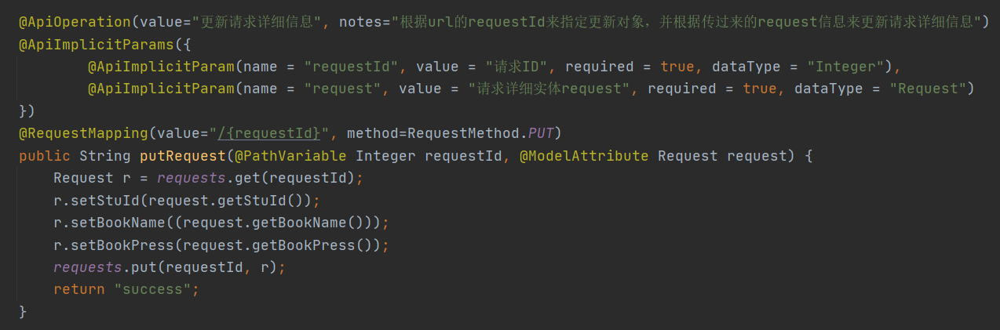 @ApiOperation(value="更新请求详细信息", notes="根据url的requestId来指定更新对象，并根据传过来的request信息来更新请求详细信息")
@ApiImplicitParams({
@ApiImplicitParam(name = "requestId", value = "请求ID", required = true, dataType = "Integer"),
@ApiImplicitParam(name = "request", value = "请求详细实体request", required = true, dataType = "Request")
})
@RequestMapping(value="/{requestId}", method=RequestMethod.PUT)
public String putRequest(@PathVariable Integer requestId, @ModelAttribute Request request) {
Request r = requests.get(requestId);
r.setStuId(request.getStuId());
r.setBookName((request.getBookName()));
r.setBookPress(request.getBookPress());
requests.put(requestId, r);
return "success";
}